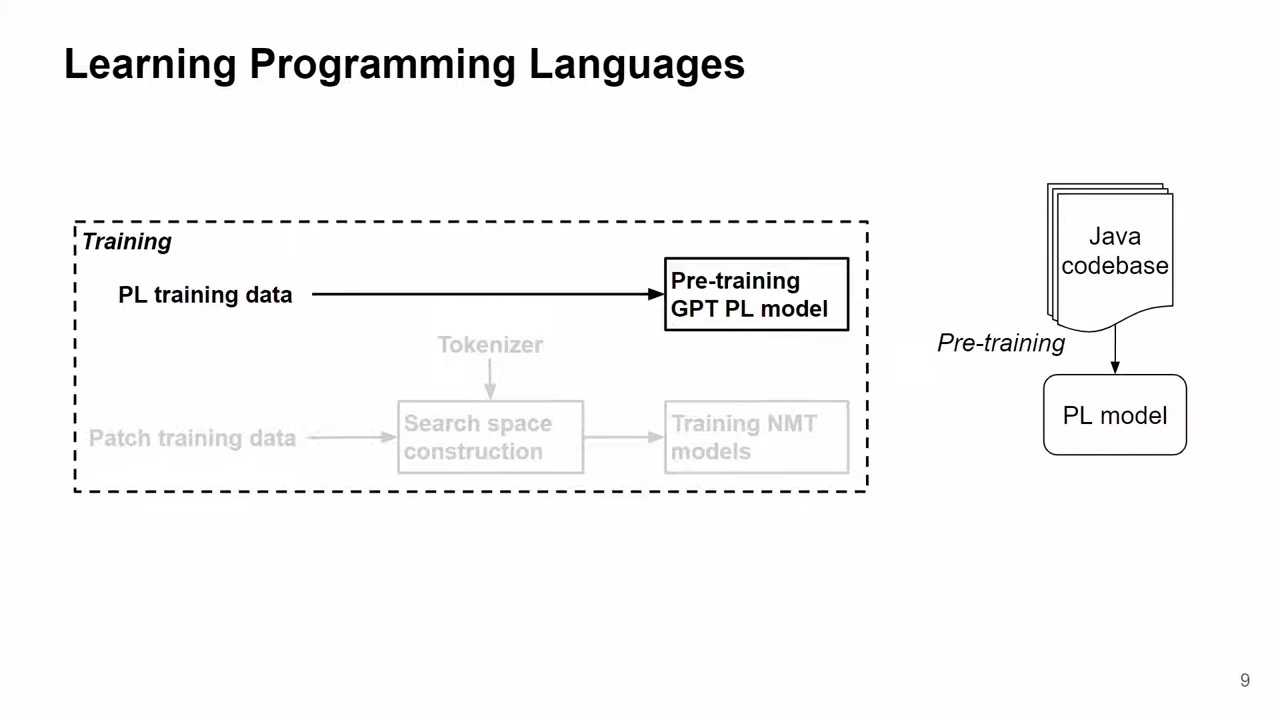 Learning Programming Languages
Training
PL training data
Pre-training
GPT PL model
Tokenizer
Patch training data
Search space
construction
Training NMT
models
Java
codebase
Pre-training
PL model
9